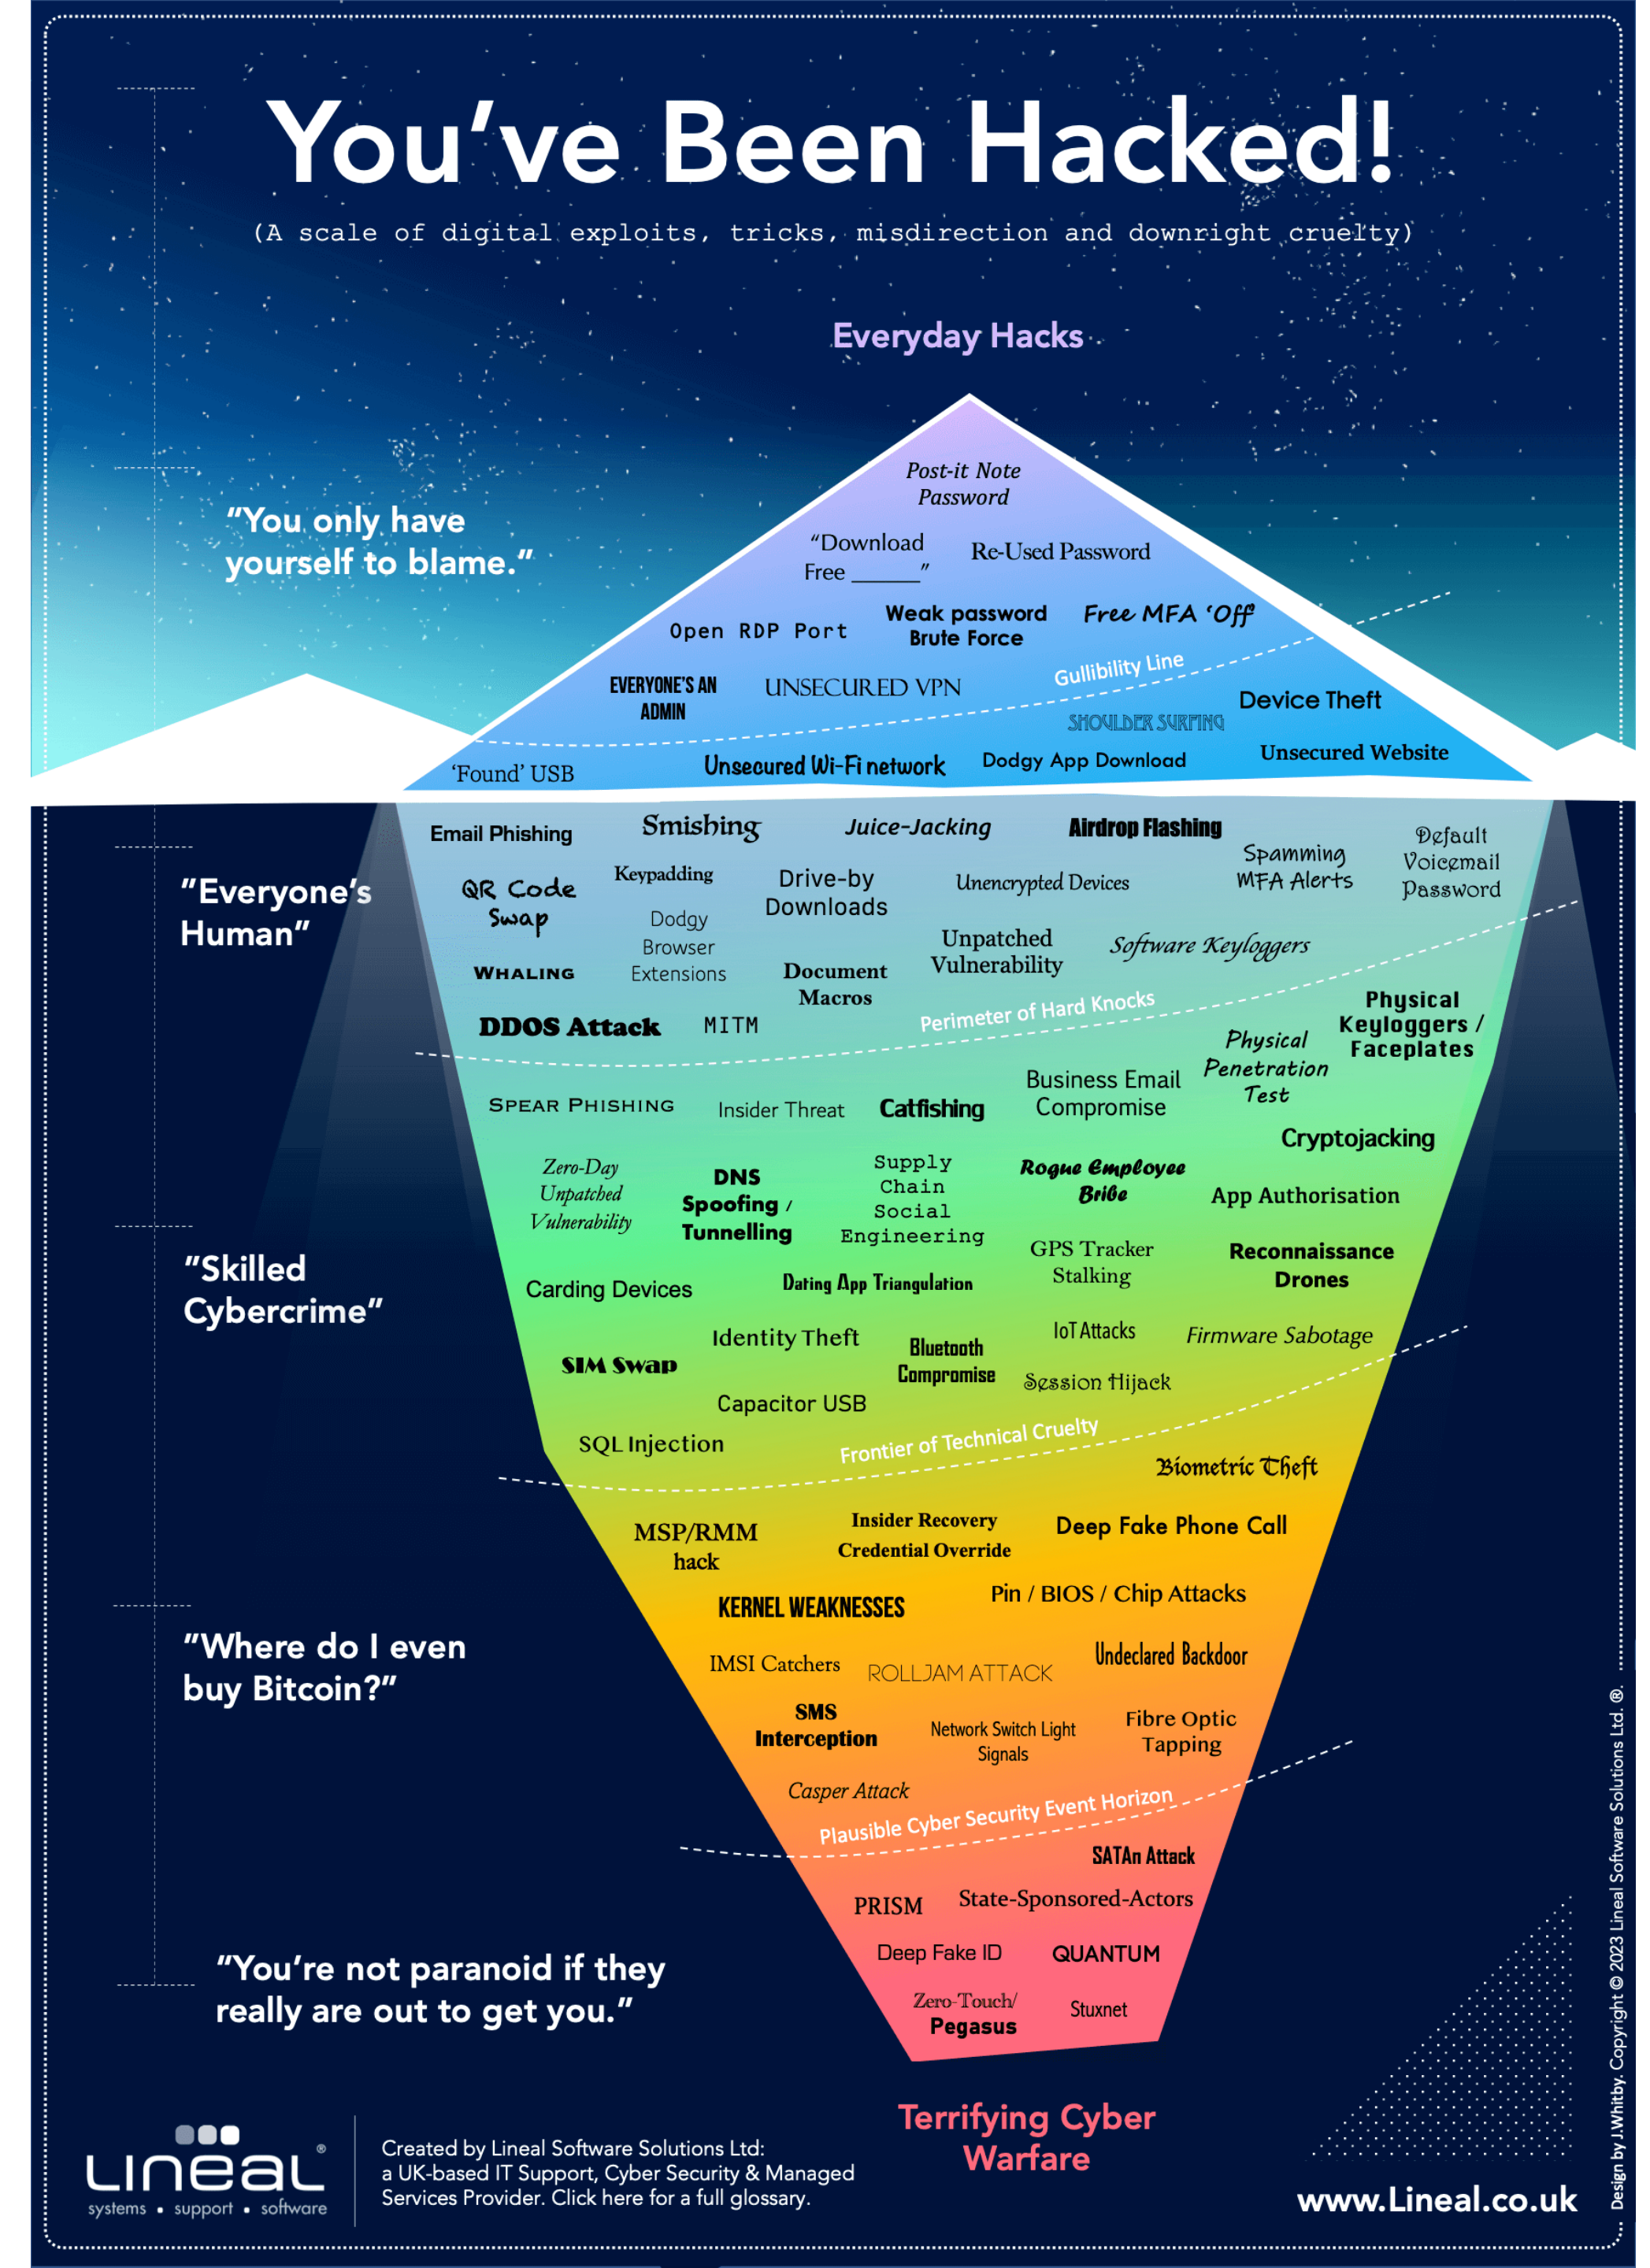 You’ve Been Hacked!
(A scale of digital exploits, tricks, misdirection and downright cruelty)
Everyday Hacks
“You only have
yourself to blame.”
Post-it Note
Password
“Download
Free ______”
Re-Used Password
Open RDP Port
Weak password
Brute Force
Free MFA ‘Off’
EVERYONE’S AN
ADMIN
UNSECURED VPN
Gullibility Line
SHOULDER SURFING
Device Theft
‘Found’ USB
Unsecured Wi-Fi network
Dodgy App Download
Unsecured Website
"Everyone’s
Human”
Email Phishing
Smishing
Juice-Jacking
Airdrop Flashing
Spamming
MFA Alerts
Default
Voicemail
Password
QR Code
Swap
Keypadding
Drive-by
Downloads
Unencrypted Devices
Dodgy
Browser
Extensions
WHALING
Document
Macros
Unpatched
Vulnerability
Software Keyloggers
DDOS Attack
MITM
Perimeter of Hard Knocks
Physical
Keyloggers /
Faceplates
Physical
Penetration
Test
SPEAR PHISHING
Insider Threat
Catfishing
Business Email
Compromise
Cryptojacking
"Skilled
Cybercrime”
Zero-Day
Unpatched
Vulnerability
DNS
Spoofing /
Tunnelling
Supply
Chain
Social
Engineering
Rogue Employee
Bribe
App Authorisation
Carding Devices
Dating App Triangulation
GPS Tracker
Stalking
Reconnaissance
Drones
SIM Swap
Identity Theft
Bluetooth
Compromise
IoT Attacks
Firmware Sabotage
Capacitor USB
Session Hijack
SQL Injection
Frontier of Technical Cruelty
Biometric Theft
"Where do I even
buy Bitcoin?”
MSP/RMM
hack
Insider Recovery
Credential Override
Deep Fake Phone Call
KERNEL WEAKNESSES
Pin / BIOS / Chip Attacks
IMSI Catchers
ROLLJAM ATTACK
Undeclared Backdoor
SMS
Interception
Network Switch Light
Signals
Fibre Optic
Tapping
Casper Attack
Plausible Cyber Security Event Horizon
"You’re not paranoid if they
really are out to get you.”
SATAn Attack
PRISM
State-Sponsored-Actors
Deep Fake ID
QUANTUM
Zero-Touch/
Pegasus
Stuxnet
Terrifying Cyber
Warfare
LINEAL®
systems ▪ support ▪ software
Created by Lineal Software Solutions Ltd:
a UK-based IT Support, Cyber Security & Managed
Services Provider. Click here for a full glossary.
www.Lineal.co.uk
Design by J.Whitby. Copyright © 2023 Lineal Software Solutions Ltd. ®.